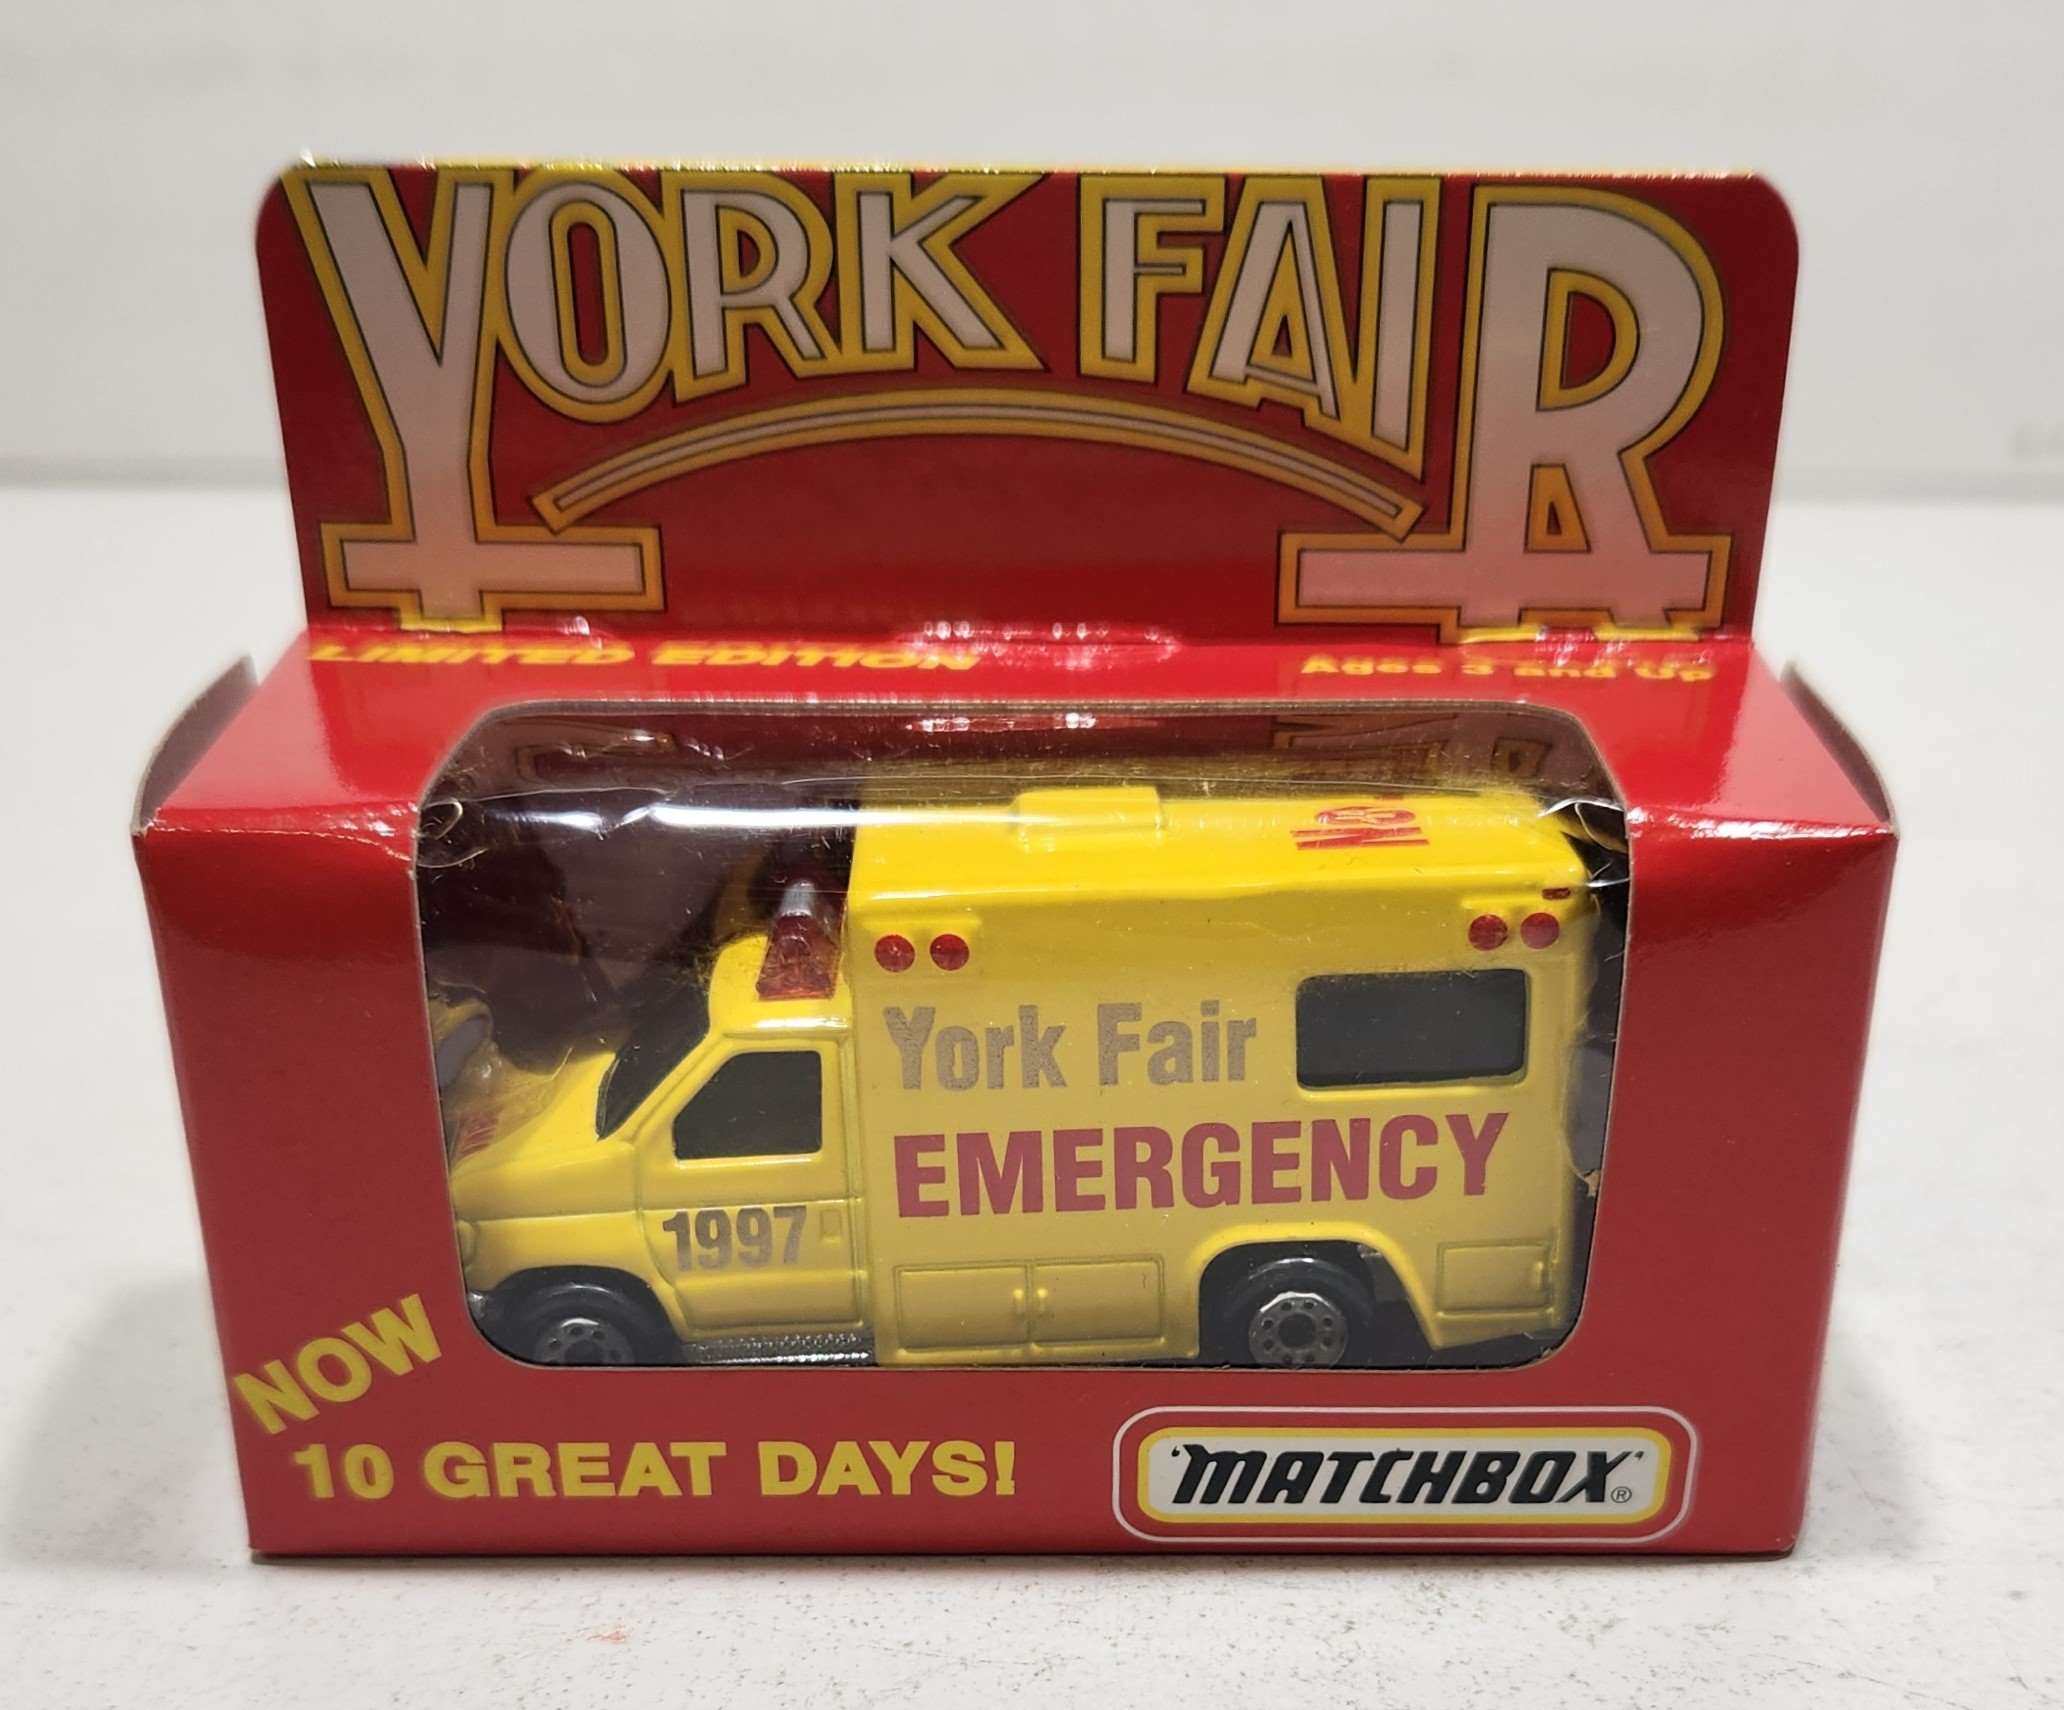 YORK FAIR
LIMITED EDITION
Ages 3 and Up
York Fair
EMERGENCY
1997
NOW
10 GREAT DAYS!
'MATCHBOX'®